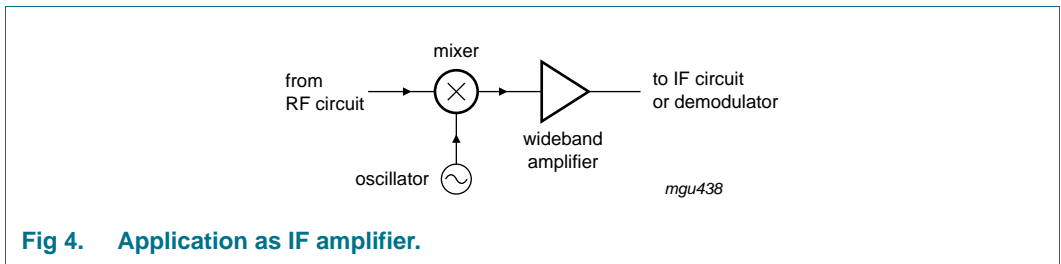 mixer
from
RF circuit
to IF circuit
or demodulator
wideband
amplifier
oscillator
mgu438
Fig 4. Application as IF amplifier.